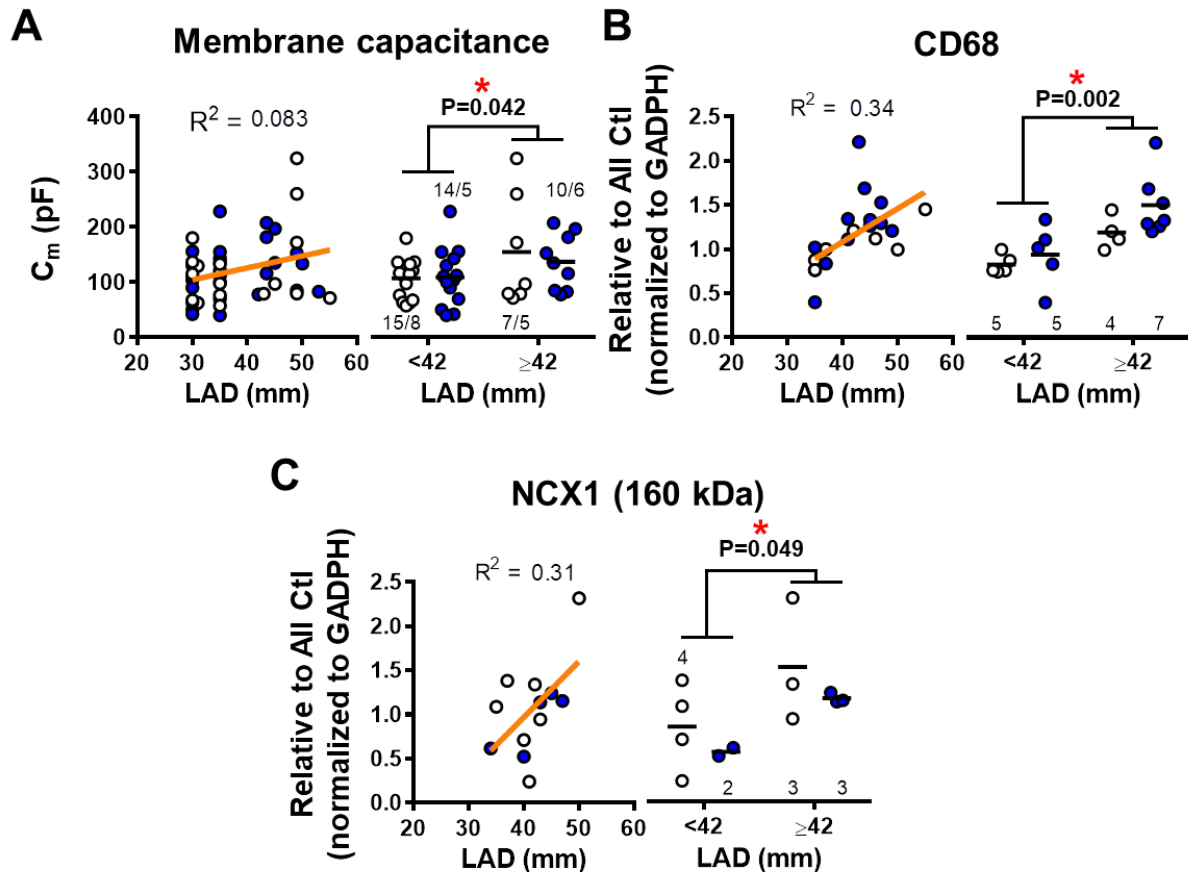 A
Membrane capacitance
R² = 0.083
*
P=0.042
Cm (pF)
400
300
200
100
0
14/5
10/6
15/8
7/5
20 30 40 50 60
<42 ≥42
LAD (mm)
LAD (mm)
B
CD68
R² = 0.34
*
P=0.002
Relative to All Ctl
(normalized to GADPH)
2.5
2.0
1.5
1.0
0.5
0.0
5 5 4 7
20 30 40 50 60
<42 ≥42
LAD (mm)
LAD (mm)
C
NCX1 (160 kDa)
R² = 0.31
*
P=0.049
Relative to All Ctl
(normalized to GADPH)
2.5
2.0
1.5
1.0
0.5
0.0
4
2 3 3
20 30 40 50 60
<42 ≥42
LAD (mm)
LAD (mm)